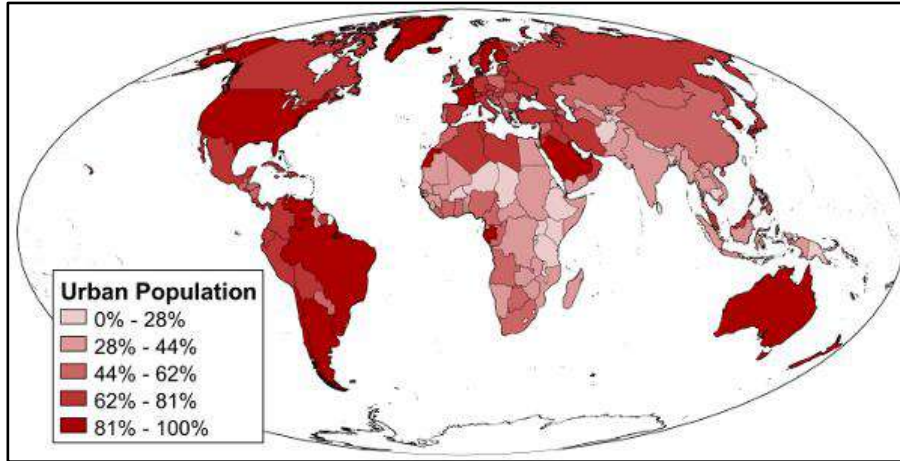 Urban Population
0% - 28%
28% - 44%
44% - 62%
62% - 81%
81% - 100%